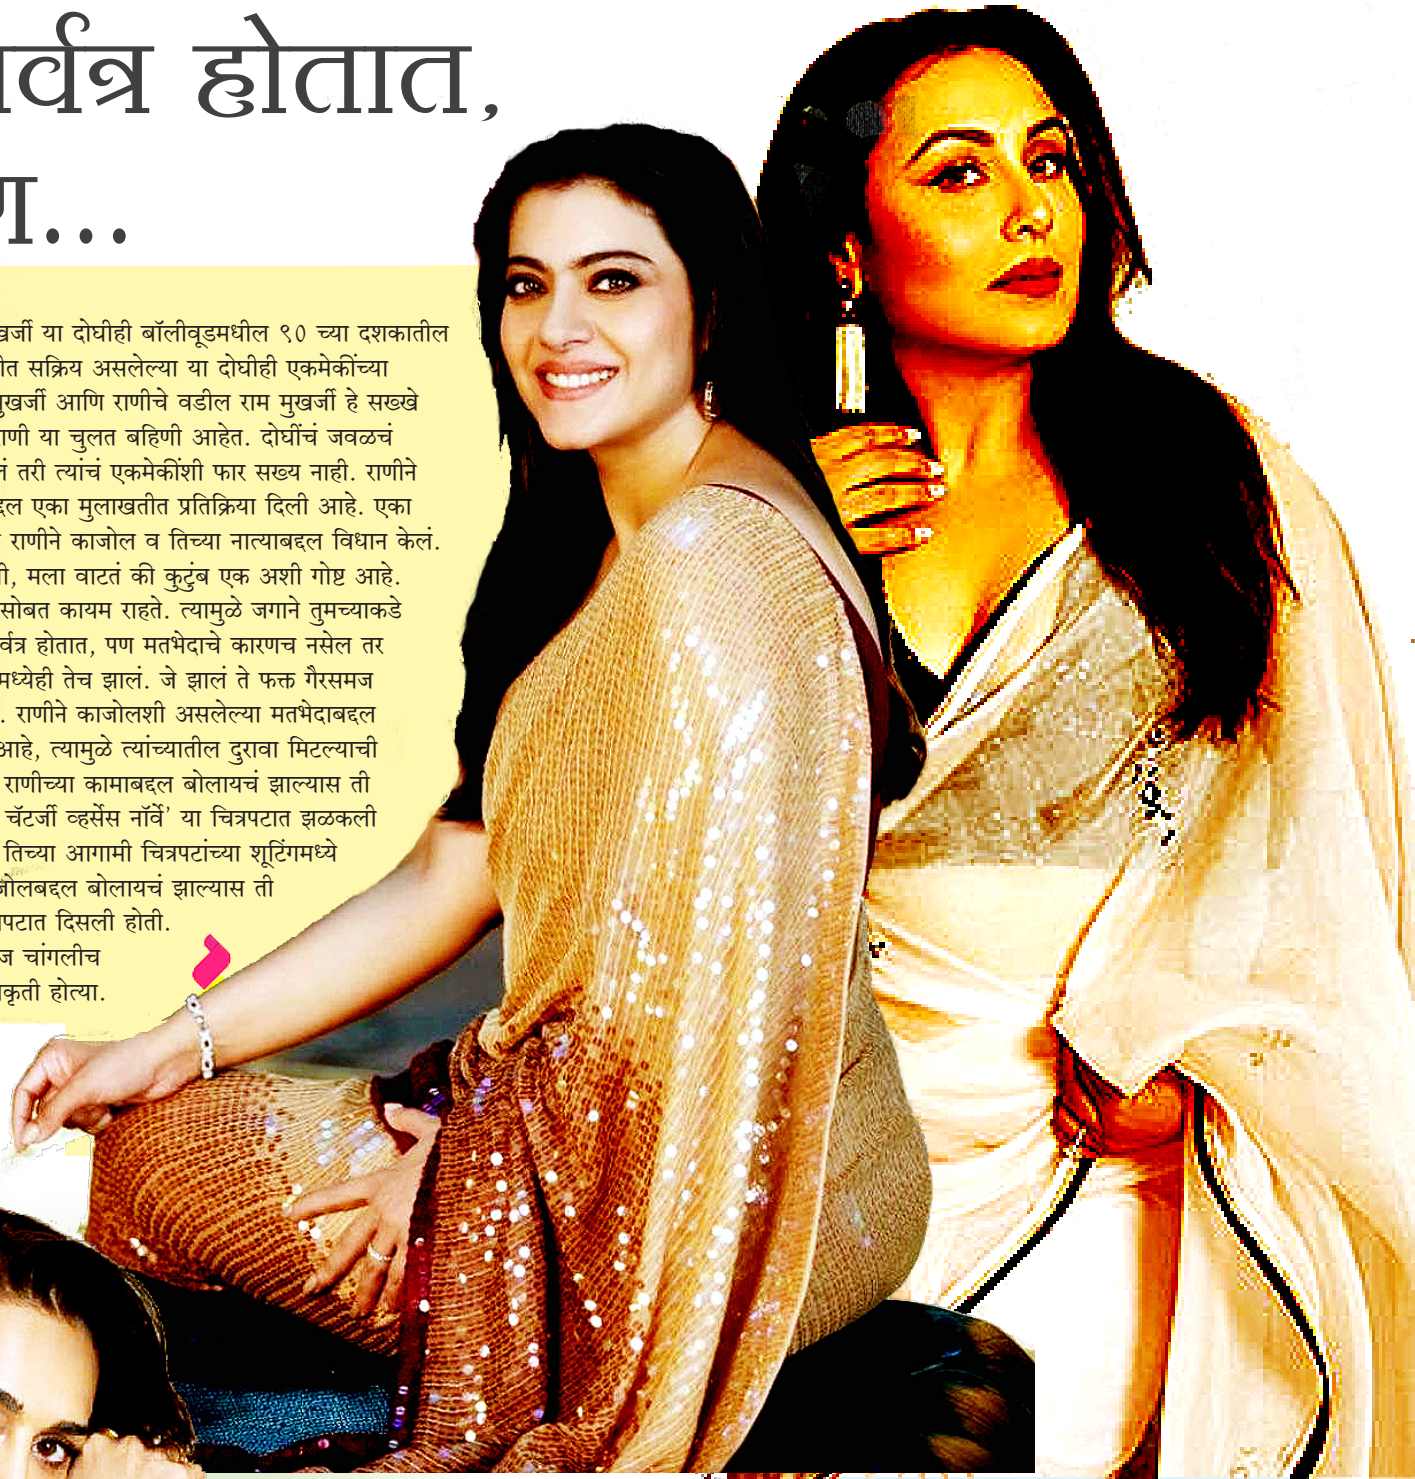 र्वत्र होतात,
ण...
खर्जी या दोघीही बॉलीवूडमधील ९० च्या दशकातील
ीत सक्रिय असलेल्या या दोघीही एकमेकींच्या
मुखर्जी आणि राणीचे वडील राम मुखर्जी हे सख्खे
ाणी या चुलत बहिणी आहेत. दोघींचं जवळचं
लं तरी त्यांचं एकमेकींशी फार सख्य नाही. राणीने
द्दल एका मुलाखतीत प्रतिक्रिया दिली आहे. एका
राणीने काजोल व तिच्या नात्याबद्दल विधान केलं.
ी, मला वाटतं की कुटुंब एक अशी गोष्ट आहे.
सोबत कायम राहते. त्यामुळे जगाने तुमच्याकडे
र्वत्र होतात, पण मतभेदाचे कारणच नसेल तर
मध्येही तेच झालं. जे झालं ते फक्त गैरसमज
. राणीने काजोलशी असलेल्या मतभेदाबद्दल
आहे, त्यामुळे त्यांच्यातील दुरावा मिटल्याची
राणीच्या कामाबद्दल बोलायचं झाल्यास ती
चॅटर्जी व्हर्सेस नॉर्वे’ या चित्रपटात झळकली
तिच्या आगामी चित्रपटांच्या शूटिंगमध्ये
जोलबद्दल बोलायचं झाल्यास ती
पटात दिसली होती.
ज चांगलीच
कृती होत्या.